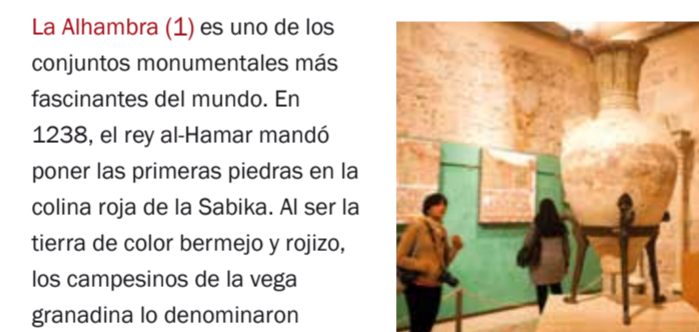 La Alhambra (1) es uno de los
conjuntos monumentales más
fascinantes del mundo. En
1238, el rey al-Hamar mandó
poner las primeras piedras en la
colina roja de la Sabika. Al ser la
tierra de color bermejo y rojizo,
los campesinos de la vega
granadina lo denominaron